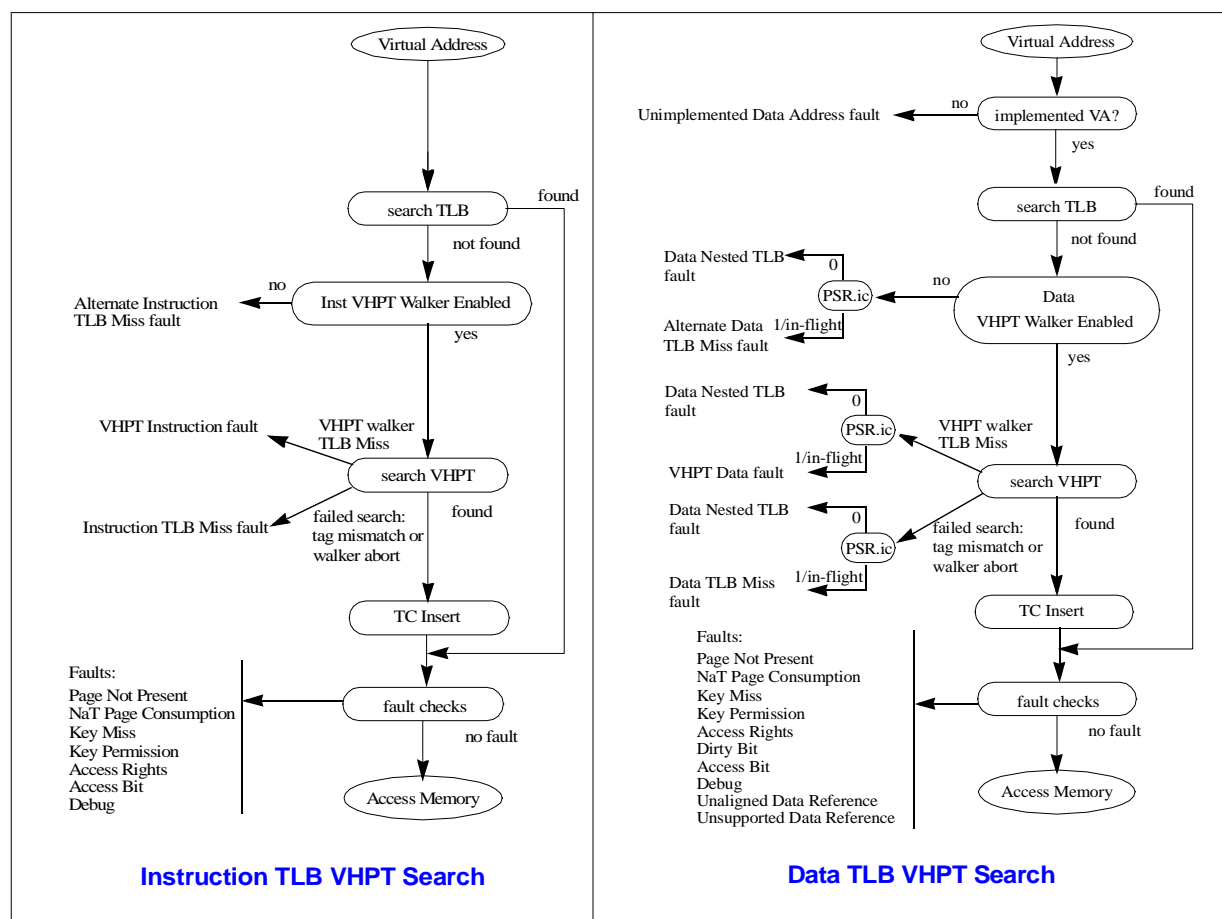 Virtual Address
search TLB
found
not found
Inst VHPT Walker Enabled
no
Alternate Instruction
TLB Miss fault
yes
VHPT Instruction fault
VHPT walker
TLB Miss
search VHPT
Instruction TLB Miss fault
failed search:
tag mismatch or
walker abort
found
TC Insert
Faults:
Page Not Present
NaT Page Consumption
Key Miss
Key Permission
Access Rights
Access Bit
Debug
fault checks
no fault
Access Memory
Instruction TLB VHPT Search
Virtual Address
implemented VA?
no
Unimplemented Data Address fault
yes
search TLB
found
not found
Data
VHPT Walker Enabled
no
PSR.ic
0
Data Nested TLB
fault
1/in-flight
Alternate Data
TLB Miss fault
yes
Data Nested TLB
fault
0
PSR.ic
VHPT walker
TLB Miss
1/in-flight
VHPT Data fault
search VHPT
Data Nested TLB
fault
0
PSR.ic
failed search:
tag mismatch or
walker abort
found
1/in-flight
Data TLB Miss
fault
TC Insert
Faults:
Page Not Present
NaT Page Consumption
Key Miss
Key Permission
Access Rights
Dirty Bit
Access Bit
Debug
Unaligned Data Reference
Unsupported Data Reference
fault checks
no fault
Access Memory
Data TLB VHPT Search